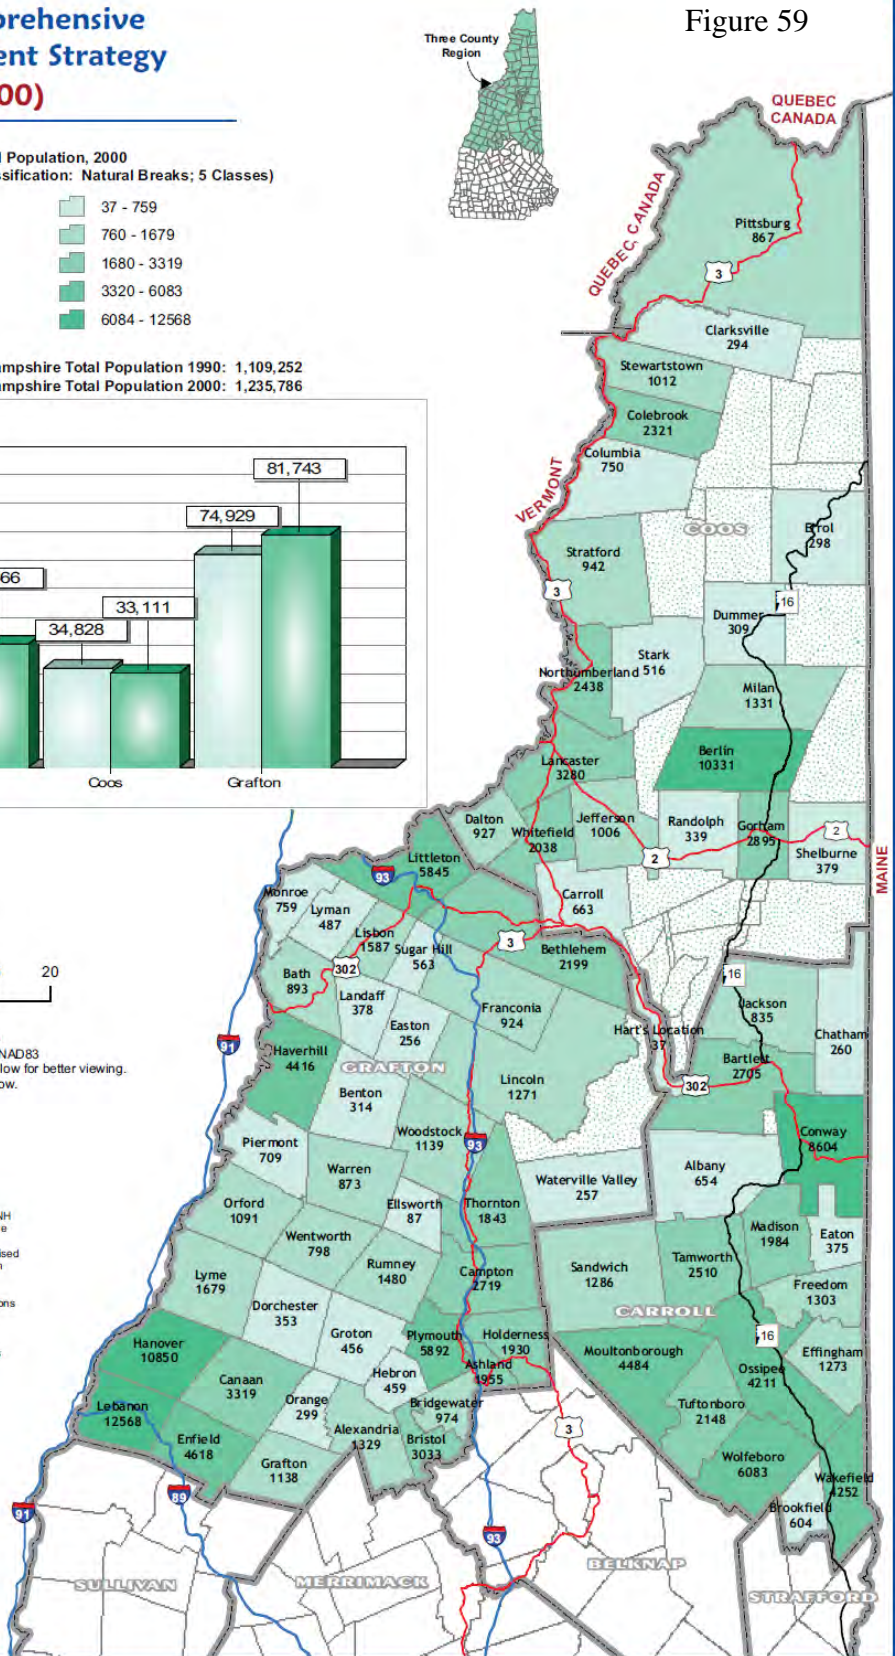 Figure 59
prehensive
ent Strategy
00)
Three County
Region
l Population, 2000
ssification: Natural Breaks; 5 Classes)
37 - 759
760 - 1679
1680 - 3319
3320 - 6083
6084 - 12568
ampshire Total Population 1990: 1,109,252
ampshire Total Population 2000: 1,235,786
81,743
74,929
66
33,111
34,828
Coos
Grafton
20
NAD83
low for better viewing.
ow.
NH
e
ised
n
ons
s
QUEBEC
CANADA
QUEBEC, CANADA
VERMONT
MAINE
Pittsburg
867
3
Clarksville
294
Stewartstown
1012
Colebrook
2321
Columbia
750
COOS
Errol
298
Stratford
942
3
16
Dummer
309
Stark
516
Northumberland
2438
Milan
1331
Berlin
10331
Lancaster
3280
Dalton
927
Whitefield
2038
Jefferson
1006
Randolph
339
Gorham
2895
2
2
Shelburne
379
Littleton
5845
93
Carroll
663
Monroe
759
Lyman
487
Lisbon
1587
Sugar Hill
563
3
Bethlehem
2199
302
Bath
893
Landaff
378
Franconia
924
16
Jackson
835
Chatham
260
Easton
256
Hart's Location
37
91
Haverhill
4416
GRAFTON
Bartlett
2705
302
Benton
314
Lincoln
1271
Woodstock
1139
93
Conway
8604
Piermont
709
Warren
873
Waterville Valley
257
Albany
654
Orford
1091
Ellsworth
87
Thornton
1843
Wentworth
798
Madison
1984
Eaton
375
Rumney
1480
Campton
2719
Sandwich
1286
Tamworth
2510
Lyme
1679
Freedom
1303
Dorchester
353
CARROLL
Groton
456
Plymouth
5892
Holderness
1930
16
Hanover
10850
Moultonborough
4484
Effingham
1273
Ashland
1955
Ossipee
4211
Canaan
3319
Hebron
459
Orange
299
Bridgewater
974
Tuftonboro
2148
Lebanon
12568
Alexandria
1329
Bristol
3033
3
Enfield
4618
Wolfeboro
6083
Grafton
1138
Wakefield
4252
89
Brookfield
604
91
93
BELKNAP
SULLIVAN
MERRIMACK
STRAFFORD